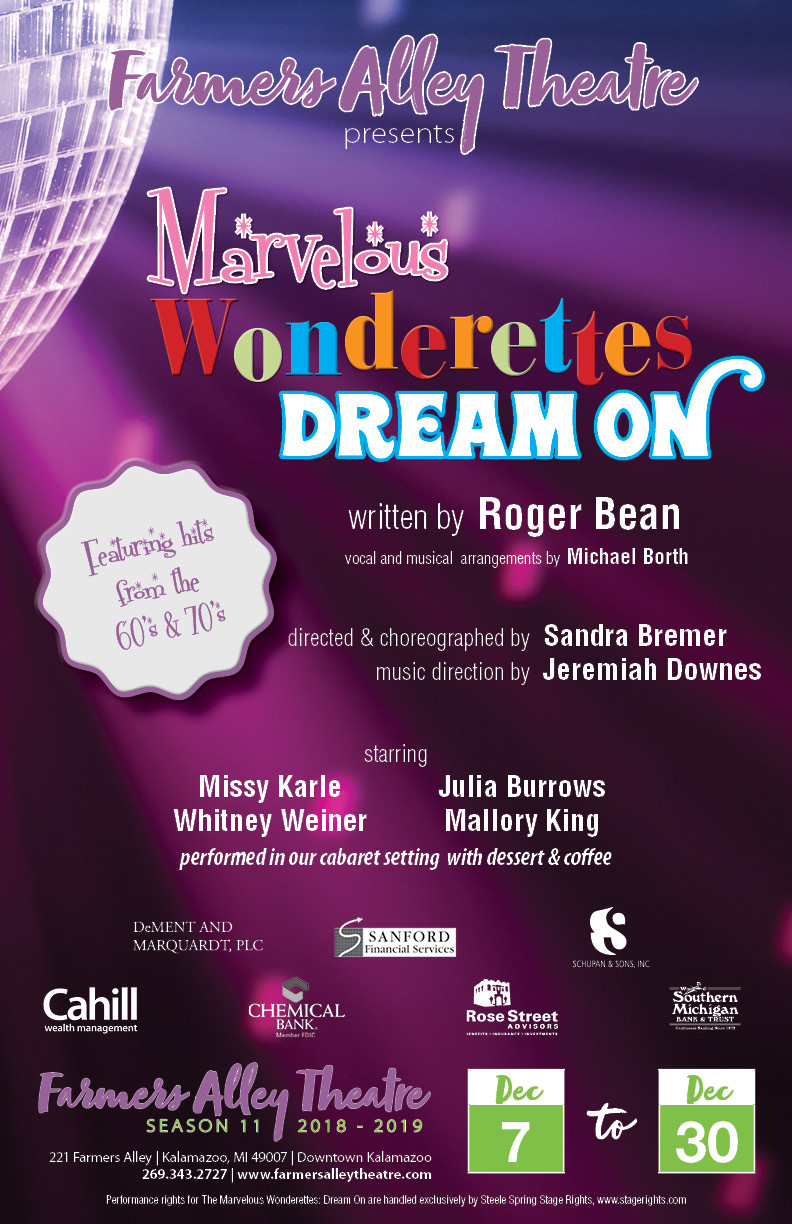 Farmers Alley Theatre
presents
Marvelous
Wonderettes
DREAM ON
Featuring hits
from the
60's & 70's
written by Roger Bean
vocal and musical arrangements by Michael Borth
directed & choreographed by Sandra Bremer
music direction by Jeremiah Downes
starring
Missy Karle Julia Burrows
Whitney Weiner Mallory King
performed in our cabaret setting with dessert & coffee
DEMENT AND
MARQUARDT, PLC
SANFORD
Financial Services
SCHUPAN & SONS, INC
Cahill
wealth management
CHEMICAL
BANK
Member FDIC
Rose Street
ADVISORS
BENEFITS | INSURANCE | INVESTMENTS
Southern
Michigan
BANK & TRUST
Farmers Alley Theatre
SEASON 11 2018 - 2019
221 Farmers Alley | Kalamazoo, MI 49007 | Downtown Kalamazoo
269.343.2727 | www.farmersalleytheatre.com
Dec
7
to
Dec
30
Performance rights for The Marvelous Wonderettes: Dream On are handled exclusively by Steele Spring Stage Rights, www.stagerights.com